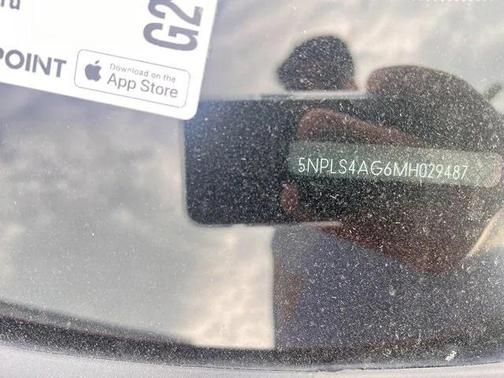 G2
POINT
Download on the
App Store
5NPLS4AG6MH029487